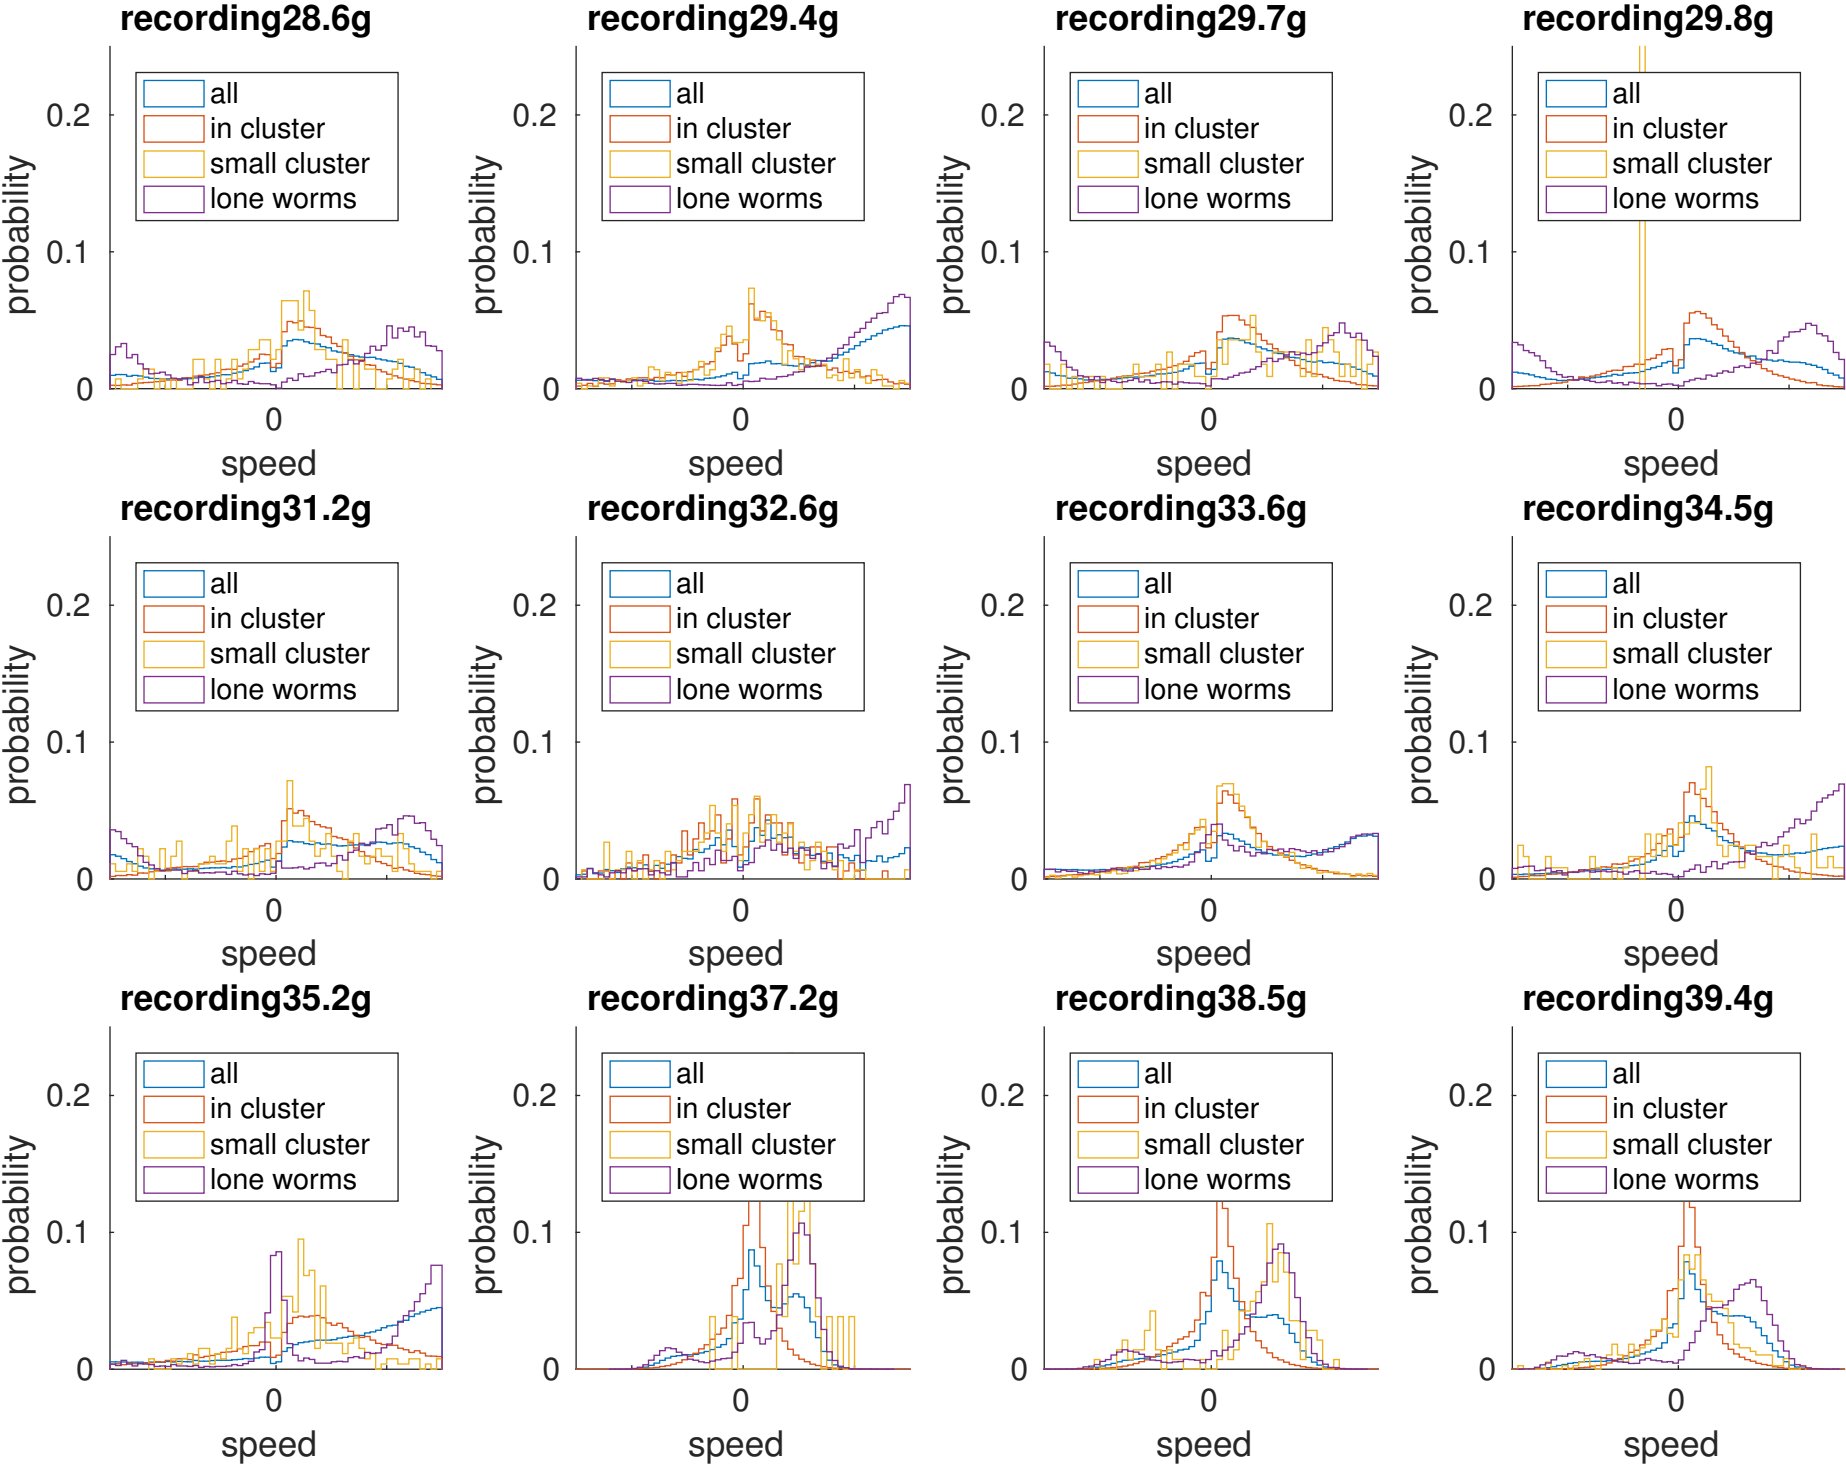 recording28.6g
recording29.4g
recording29.7g
recording29.8g
probability
0.2
0.1
0
all
in cluster
small cluster
lone worms
0
speed
probability
0.2
0.1
0
all
in cluster
small cluster
lone worms
0
speed
probability
0.2
0.1
0
all
in cluster
small cluster
lone worms
0
speed
probability
0.2
0.1
0
all
in cluster
small cluster
lone worms
0
speed
recording31.2g
recording32.6g
recording33.6g
recording34.5g
probability
0.2
0.1
0
all
in cluster
small cluster
lone worms
0
speed
probability
0.2
0.1
0
all
in cluster
small cluster
lone worms
0
speed
probability
0.2
0.1
0
all
in cluster
small cluster
lone worms
0
speed
probability
0.2
0.1
0
all
in cluster
small cluster
lone worms
0
speed
recording35.2g
recording37.2g
recording38.5g
recording39.4g
probability
0.2
0.1
0
all
in cluster
small cluster
lone worms
0
speed
probability
0.2
0.1
0
all
in cluster
small cluster
lone worms
0
speed
probability
0.2
0.1
0
all
in cluster
small cluster
lone worms
0
speed
probability
0.2
0.1
0
all
in cluster
small cluster
lone worms
0
speed